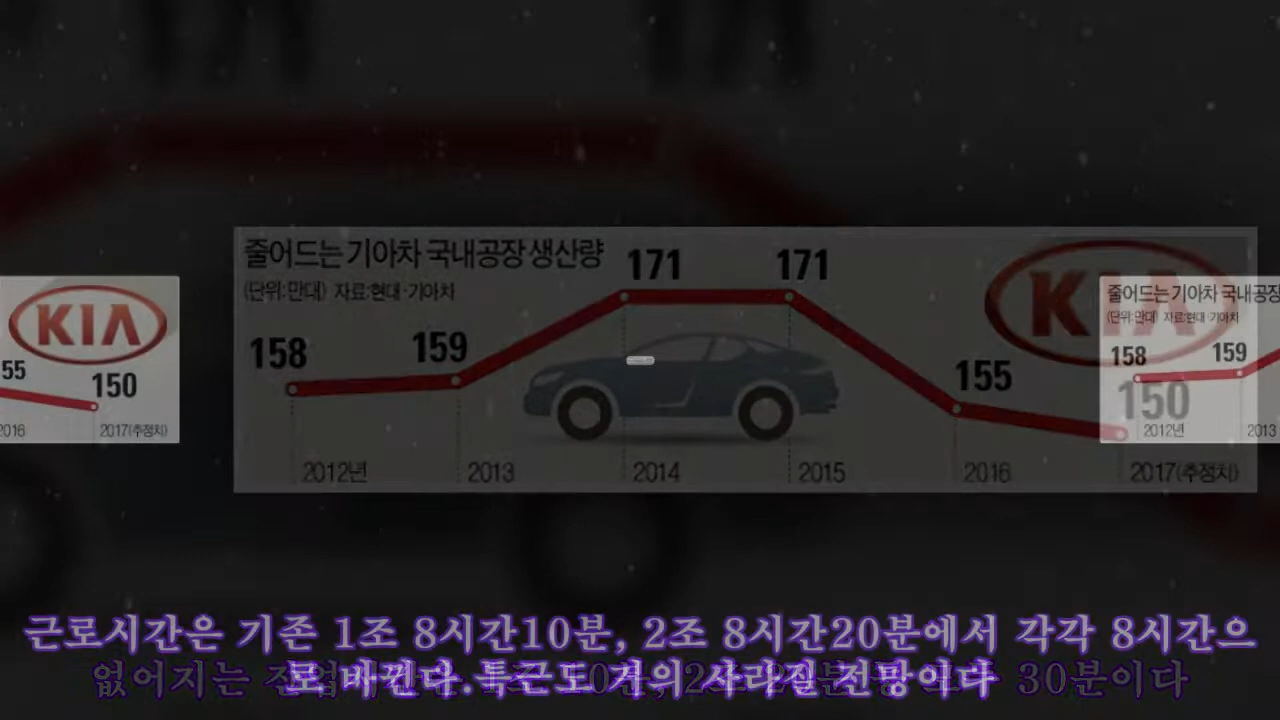 줄어드는 기아차 국내공장 생산량
(단위:만대) 자료:현대·기아차
158
159
171
171
155
150
2012년
2013
2014
2015
2016
2017(추정치)
KIA
KIA
55
150
2016
2017(추정치)
줄어드는 기아차 국내공장
(단위:만대) 자료:현대·기아차
158
159
2012년
2013
근로시간은 기존 1조 8시간10분, 2조 8시간20분에서 각각 8시간으
로 바뀐다.특근도 거의 사라질 전망이다
없어지는
30분이다